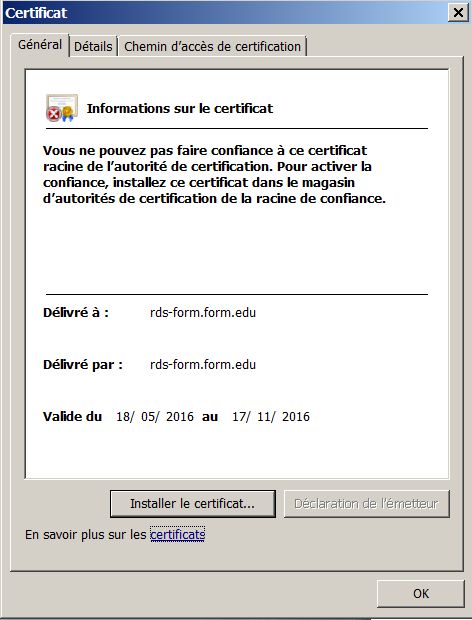 Certificat
Général
Détails
Chemin d'accès de certification
Informations sur le certificat
Vous ne pouvez pas faire confiance à ce certificat
racine de l'autorité de certification. Pour activer la
confiance, installez ce certificat dans le magasin
d'autorités de certification de la racine de confiance.
Délivré à : rds-form.form.edu
Délivré par : rds-form.form.edu
Valide du 18/ 05/ 2016 au 17/ 11/ 2016
Installer le certificat...
Déclaration de l'émetteur
En savoir plus sur les certificats
OK